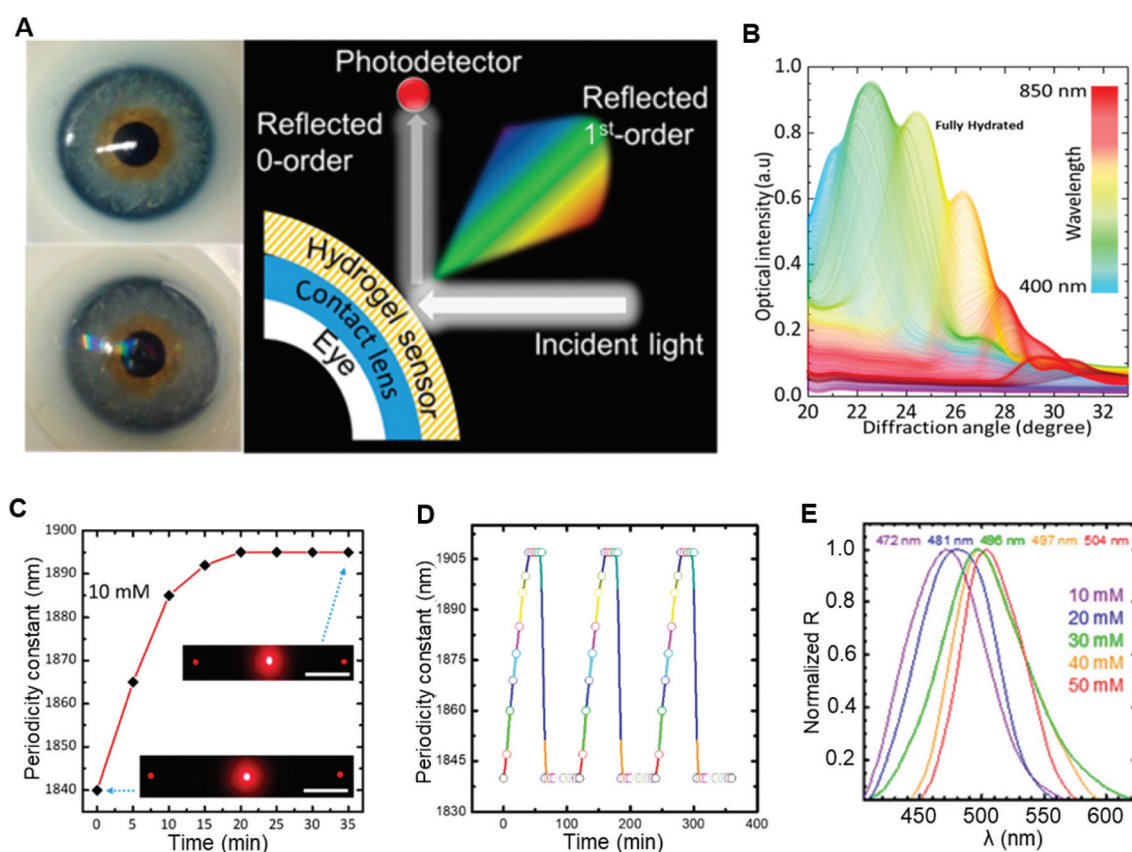 A
Photodetector
Reflected
0-order
Reflected
1st-order
Hydrogel sensor
Contact lens
Eye
Incident light
B
Optical intensity (a.u)
1.0
0.8
0.6
0.4
0.2
0.0
Fully Hydrated
850 nm
Wavelength
400 nm
20 22 24 26 28 30 32
Diffraction angle (degree)
C
Periodicity constant (nm)
1900
1890
1880
1870
1860
1850
1840
10 mM
0 5 10 15 20 25 30 35
Time (min)
D
Periodicity constant (nm)
1905
1890
1875
1860
1845
1830
0 100 200 300 400
Time (min)
E
Normalized R
1.0
0.8
0.6
0.4
0.2
472 nm 481 nm 496 nm 497 nm 504 nm
10 mM
20 mM
30 mM
40 mM
50 mM
450 500 550 600
λ (nm)